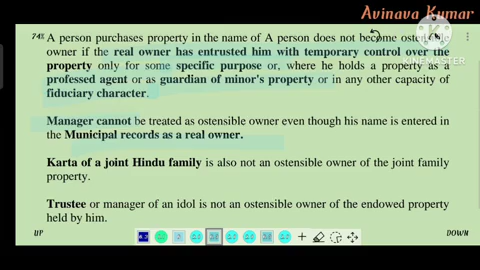 Avinava Kumar
74%
A person purchases property in the name of A person does not become
owner if the real owner has entrusted him with temporary control over the
property only for some specific purpose or, where he holds a property as a
professed agent or as guardian of minor's property or in any other capacity of
fiduciary character.
Manager cannot be treated as ostensible owner even though his name is entered in
the Municipal records as a real owner.
Karta of a joint Hindu family is also not an ostensible owner of the joint family
property.
Trustee or manager of an idol is not an ostensible owner of the endowed property
held by him.
UP
DOWN
KINEMASTER